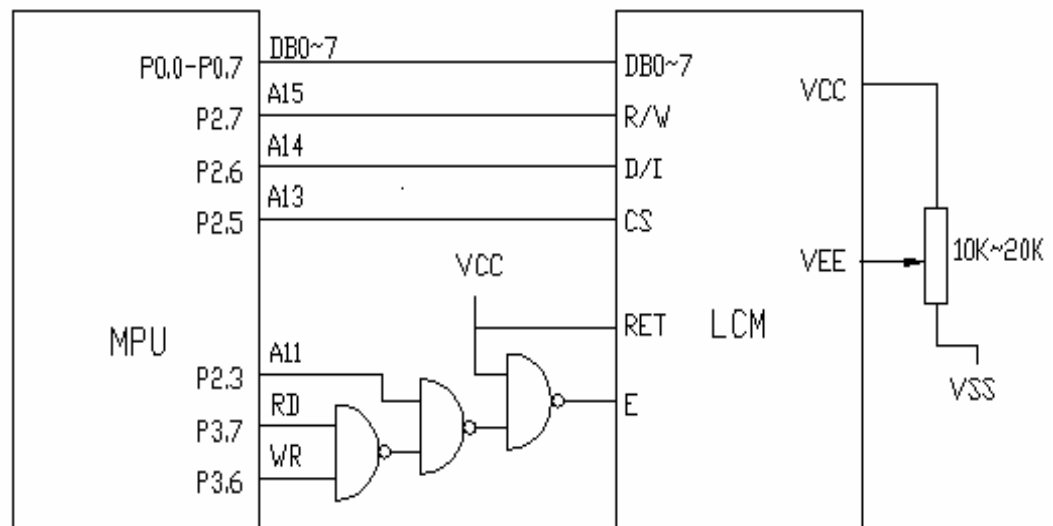 DB0~7
P0.0-P0.7
DB0~7
VCC
A15
P2.7
R/W
A14
P2.6
D/I
A13
P2.5
CS
VCC
VEE
10K~20K
RET
LCM
MPU
A11
P2.3
VSS
RD
E
P3.7
WR
P3.6